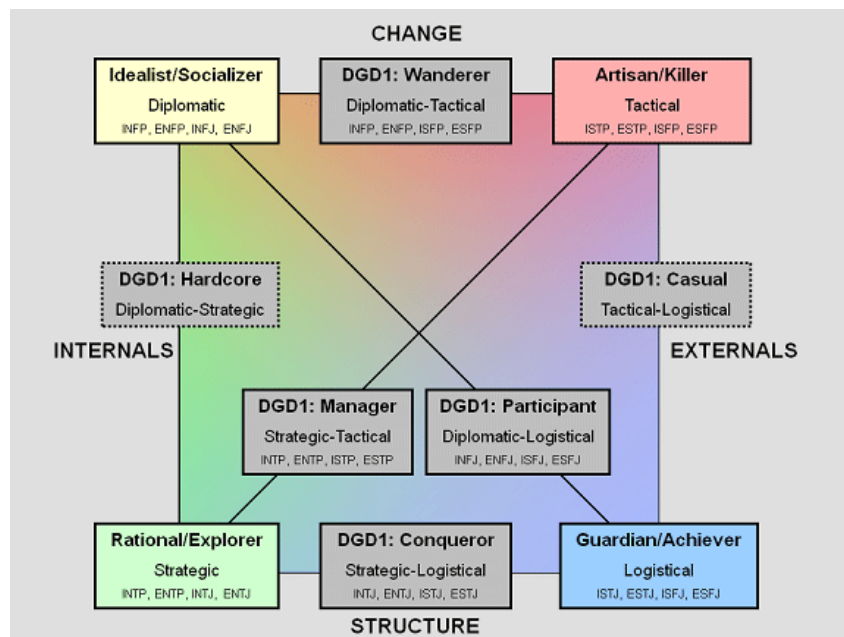 CHANGE
Idealist/Socializer
Diplomatic
INFP, ENFP, INFJ, ENFJ
DGD1: Wanderer
Diplomatic-Tactical
INFP, ENFP, ISFP, ESFP
Artisan/Killer
Tactical
ISTP, ESTP, ISFP, ESFP
DGD1: Hardcore
Diplomatic-Strategic
DGD1: Casual
Tactical-Logistical
INTERNALS
EXTERNALS
DGD1: Manager
Strategic-Tactical
INTP, ENTP, ISTP, ESTP
DGD1: Participant
Diplomatic-Logistical
INFJ, ENFJ, ISFJ, ESFJ
Rational/Explorer
Strategic
INTP, ENTP, INTJ, ENTJ
DGD1: Conqueror
Strategic-Logistical
INTJ, ENTJ, ISTJ, ESTJ
Guardian/Achiever
Logistical
ISTJ, ESTJ, ISFJ, ESFJ
STRUCTURE